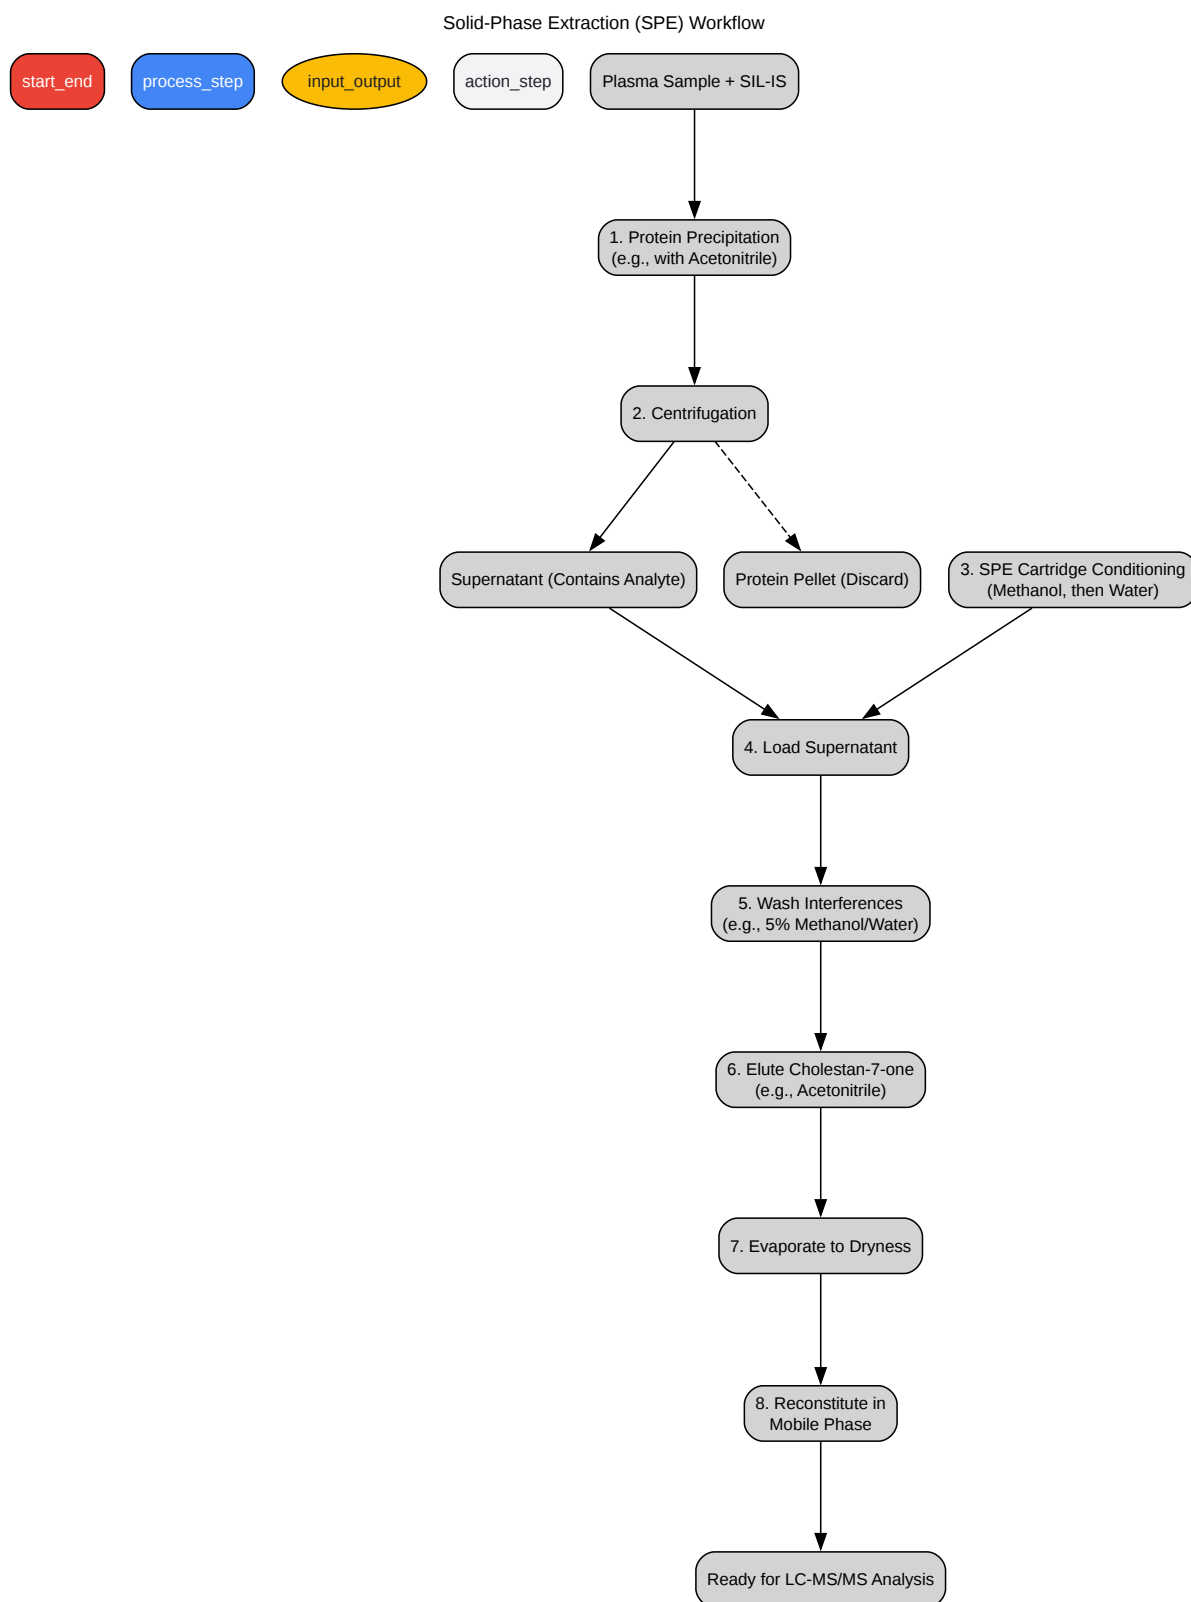 Solid-Phase Extraction (SPE) Workflow
start_end
process_step
input_output
action_step
Plasma Sample + SIL-IS
1. Protein Precipitation
(e.g., with Acetonitrile)
2. Centrifugation
Supernatant (Contains Analyte)
Protein Pellet (Discard)
3. SPE Cartridge Conditioning
(Methanol, then Water)
4. Load Supernatant
5. Wash Interferences
(e.g., 5% Methanol/Water)
6. Elute Cholestan-7-one
(e.g., Acetonitrile)
7. Evaporate to Dryness
8. Reconstitute in
Mobile Phase
Ready for LC-MS/MS Analysis